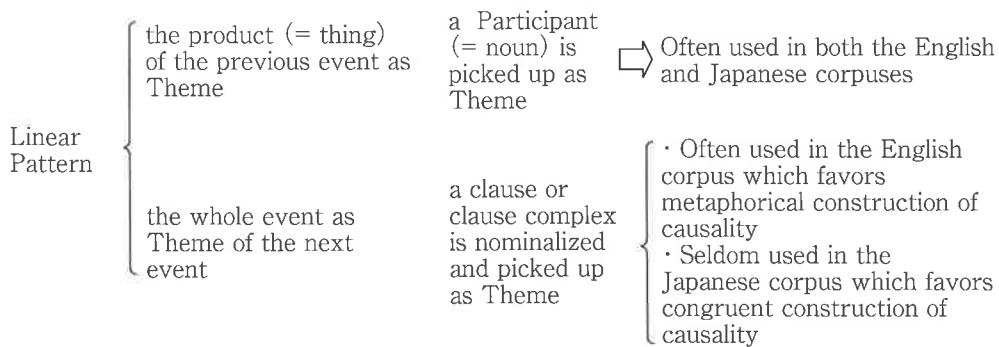 Linear
Pattern
the product (= thing)
of the previous event as
Theme
a Participant
(= noun) is
picked up as
Theme
Often used in both the English
and Japanese corpuses
the whole event as
Theme of the next
event
a clause or
clause complex
is nominalized
and picked up
as Theme
・Often used in the English
corpus which favors
metaphorical construction of
causality
・Seldom used in the
Japanese corpus which favors
congruent construction of
causality